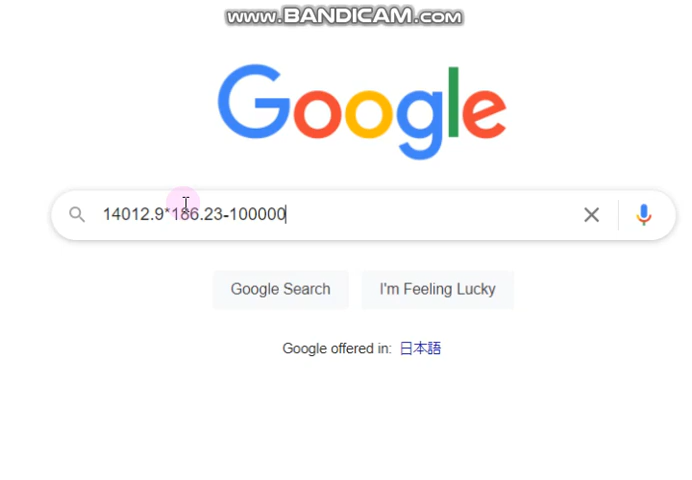 www.BANDICAM.com
Google
14012.9*186.23-100000
Google Search
I'm Feeling Lucky
Google offered in: 日本語